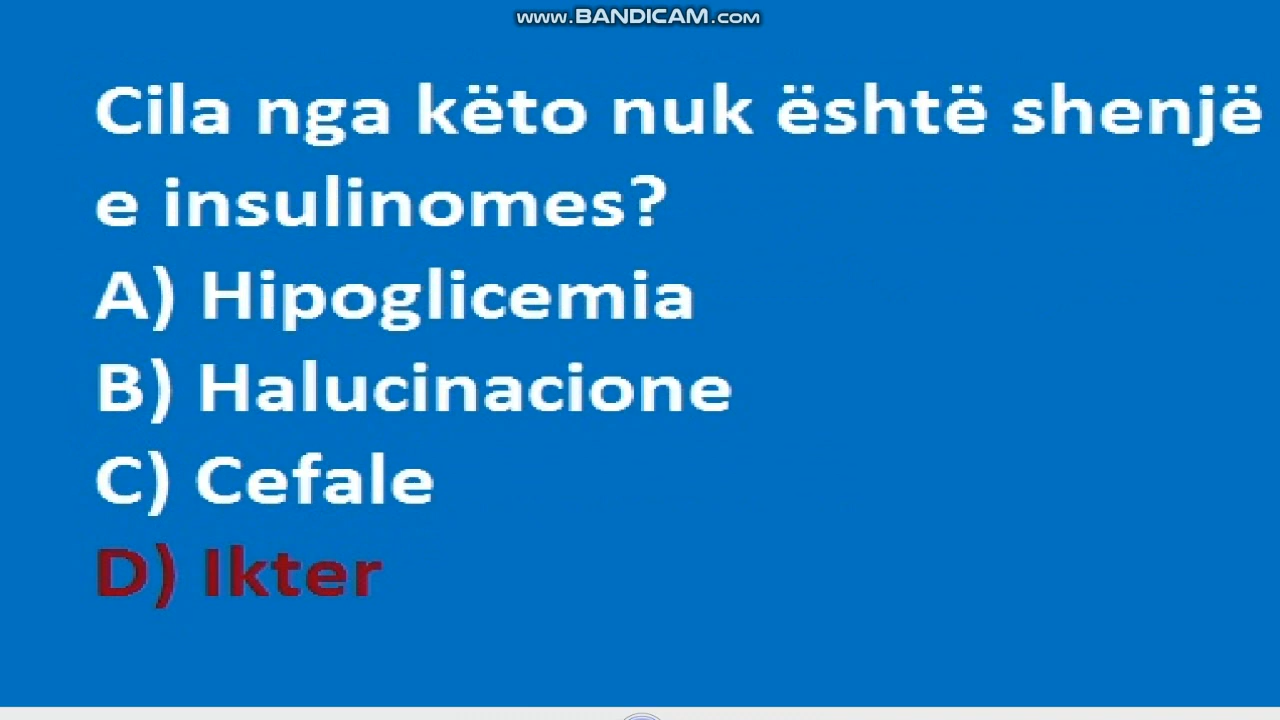 www.BANDICAM.com
Cila nga këto nuk është shenjë
e insulinomes?
A) Hipoglicemia
B) Halucinacione
C) Cefale
D) Ikter